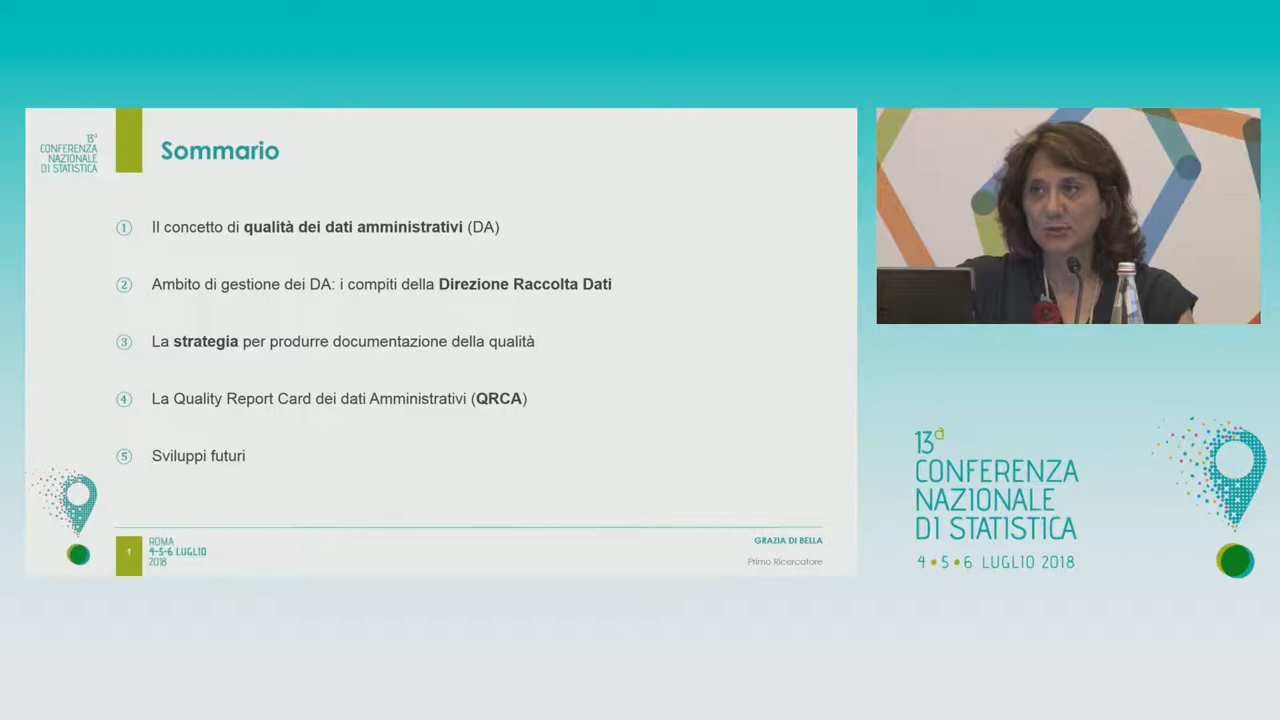 13ª
CONFERENZA
NAZIONALE
DI STATISTICA
Sommario
1 Il concetto di qualità dei dati amministrativi (DA)
2 Ambito di gestione dei DA: i compiti della Direzione Raccolta Dati
3 La strategia per produrre documentazione della qualità
4 La Quality Report Card dei dati Amministrativi (QRCA)
5 Sviluppi futuri
1
ROMA
4-5-6 LUGLIO
2018
GRAZIA DI BELLA
Primo Ricercatore
13ª
CONFERENZA
NAZIONALE
DI STATISTICA
4•5•6 LUGLIO 2018